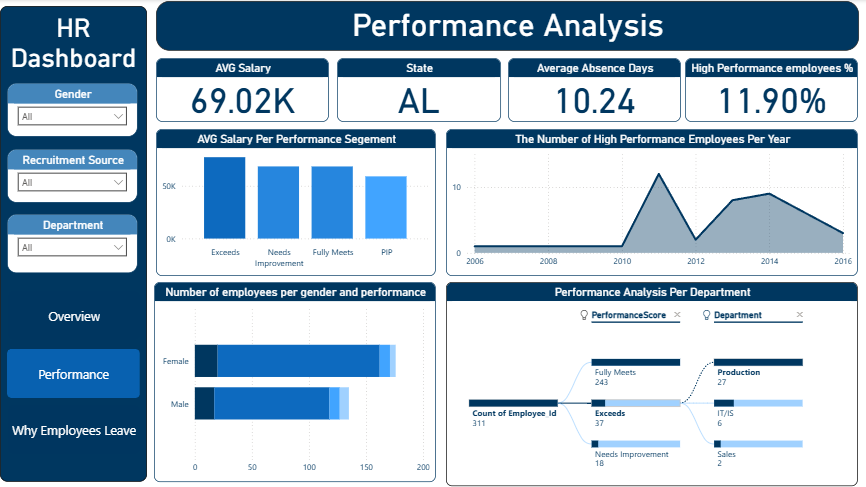 HR
Dashboard
Gender
All
Recruitment Source
All
Department
All
Overview
Performance
Why Employees Leave
Performance Analysis
AVG Salary
69.02K
State
AL
Average Absence Days
10.24
High Performance employees %
11.90%
AVG Salary Per Performance Segement
50K
0K
Exceeds
Needs
Improvement
Fully Meets
PIP
The Number of High Performance Employees Per Year
10
0
2006 2008 2010 2012 2014 2016
Number of employees per gender and performance
Female
Male
0 50 100 150 200
Performance Analysis Per Department
PerformanceScore
Department
Count of Employee_Id
311
Fully Meets
243
Exceeds
37
Needs Improvement
18
Production
27
IT/IS
6
Sales
2